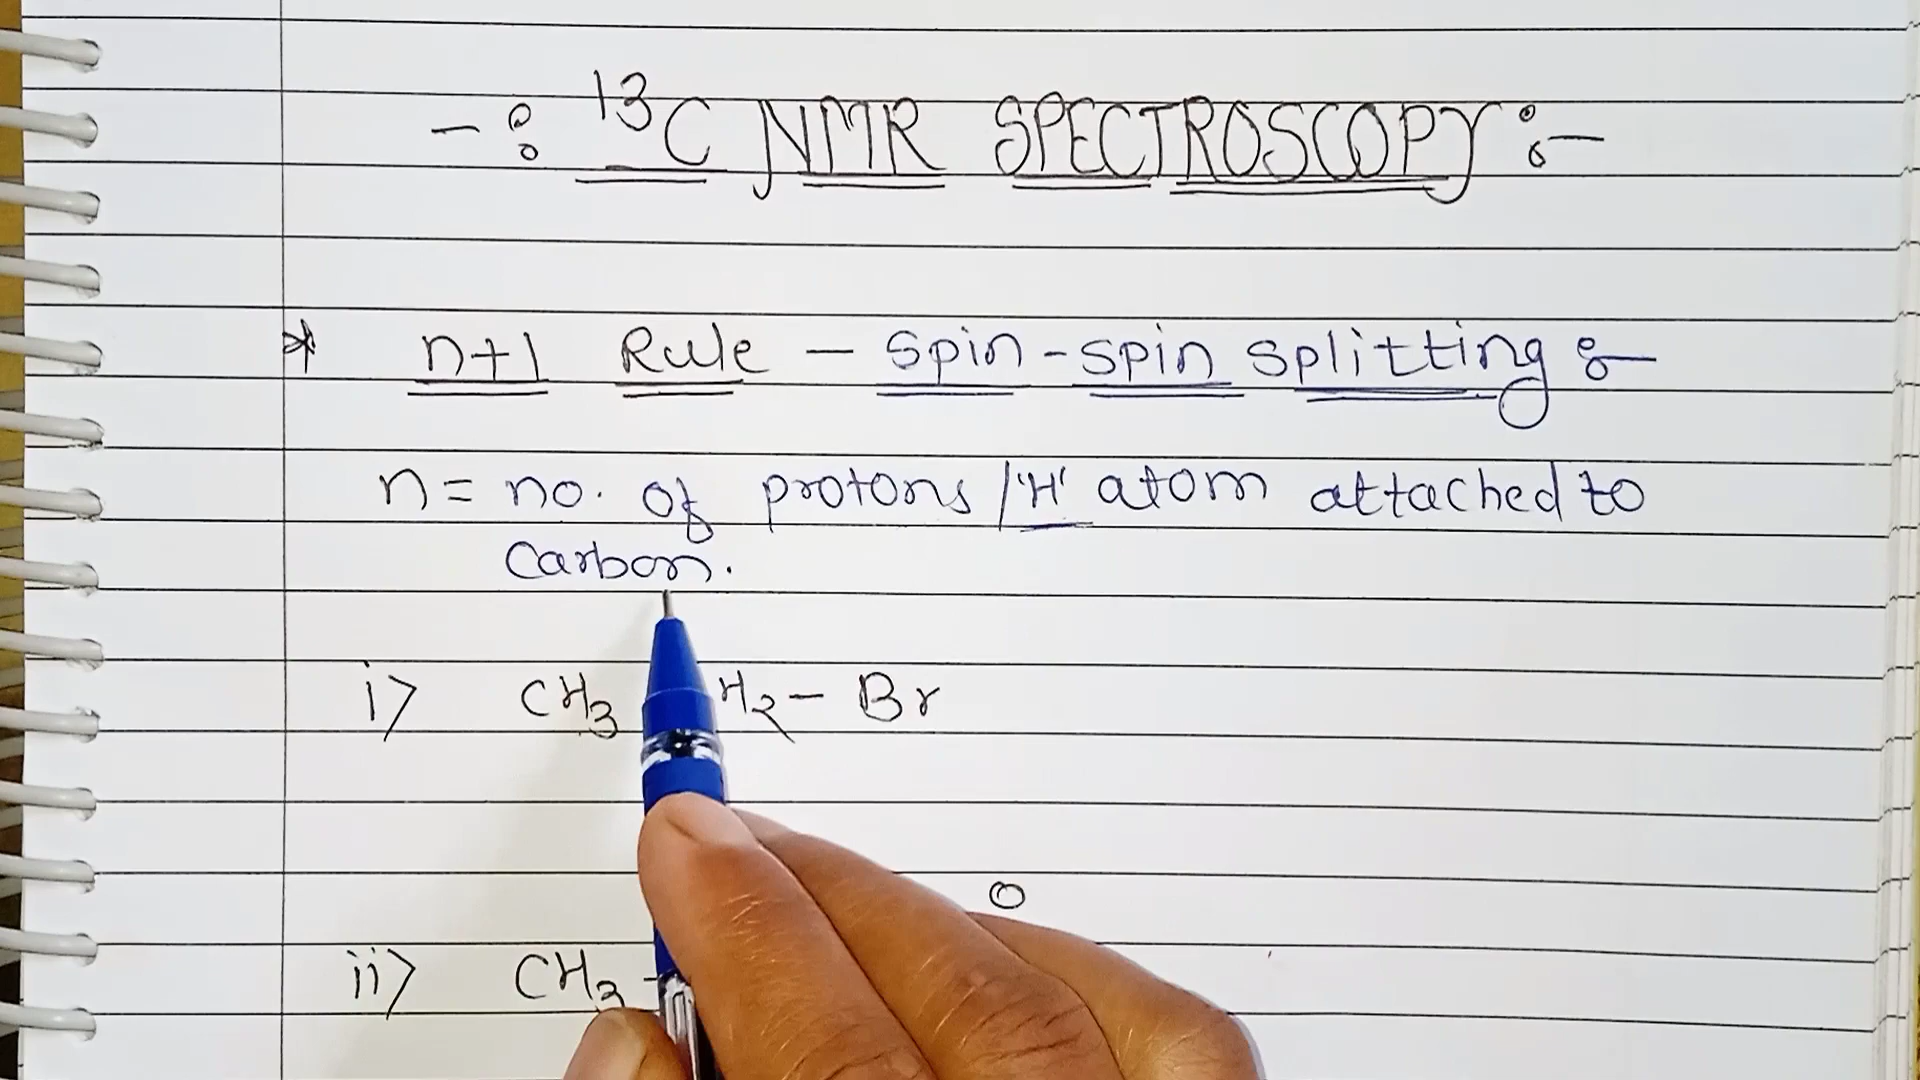 -: ¹³C NMR SPECTROSCOPY :-
* n+1 Rule - Spin-spin splitting :-
n = no. of protons / 'H' atom attached to
Carbon.
i> CH₃ H₂ - Br
O
ii> CH₃ -